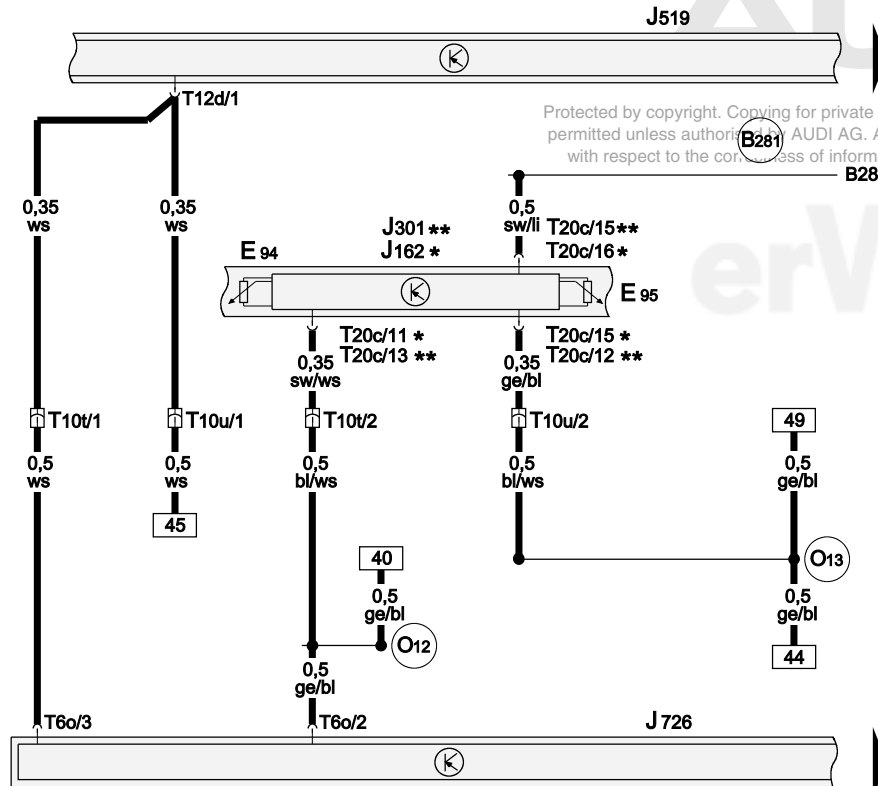 J519
T12d/1
Protected by copyright. Copying for private
permitted unless authorised by AUDI AG. A
with respect to the correctness of inform
B281
B28
0,35
ws
0,35
ws
0,5
sw/li
T20c/15**
T20c/16*
J301**
J162*
E 94
E 95
T20c/11 *
T20c/13 **
T20c/15 *
T20c/12 **
0,35
sw/ws
0,35
ge/bl
T10t/1
T10u/1
T10t/2
T10u/2
49
0,5
ws
0,5
ws
0,5
bl/ws
0,5
bl/ws
0,5
ge/bl
45
40
O13
0,5
ge/bl
0,5
ge/bl
O12
44
0,5
ge/bl
T6o/3
T6o/2
J726
AU
erW